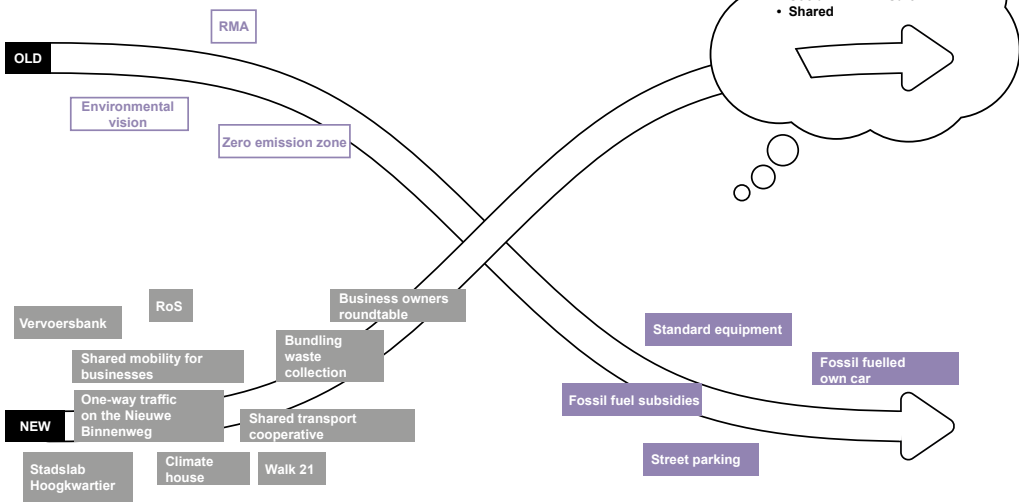 • Shared
RMA
OLD
Environmental
vision
Zero emission zone
Business owners
roundtable
RoS
Vervoersbank
Standard equipment
Bundling
waste
collection
Shared mobility for
businesses
Fossil fuelled
own car
One-way traffic
on the Nieuwe
Binnenweg
Fossil fuel subsidies
Shared transport
cooperative
NEW
Street parking
Climate
house
Walk 21
Stadslab
Hoogkwartier